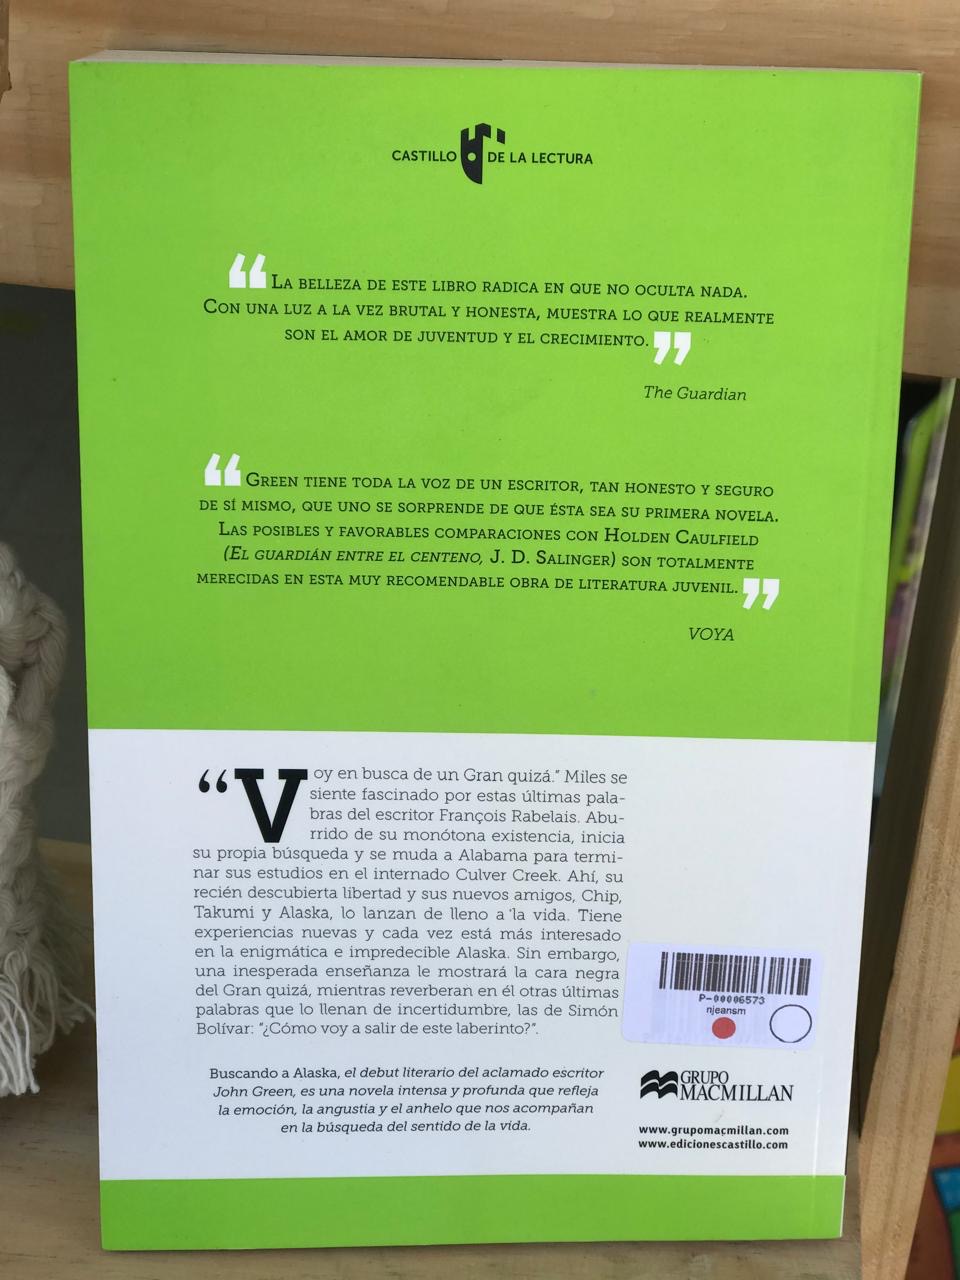 CASTILLO DE LA LECTURA
“LA BELLEZA DE ESTE LIBRO RADICA EN QUE NO OCULTA NADA.
CON UNA LUZ A LA VEZ BRUTAL Y HONESTA, MUESTRA LO QUE REALMENTE
SON EL AMOR DE JUVENTUD Y EL CRECIMIENTO.”
The Guardian
“GREEN TIENE TODA LA VOZ DE UN ESCRITOR, TAN HONESTO Y SEGURO
DE SÍ MISMO, QUE UNO SE SORPRENDE DE QUE ÉSTA SEA SU PRIMERA NOVELA.
LAS POSIBLES Y FAVORABLES COMPARACIONES CON HOLDEN CAULFIELD
(EL GUARDIÁN ENTRE EL CENTENO, J. D. SALINGER) SON TOTALMENTE
MERECIDAS EN ESTA MUY RECOMENDABLE OBRA DE LITERATURA JUVENIL.”
VOYA
“Voy en busca de un Gran quizá.” Miles se
siente fascinado por estas últimas pala-
bras del escritor François Rabelais. Abu-
rrido de su monótona existencia, inicia
su propia búsqueda y se muda a Alabama para termi-
nar sus estudios en el internado Culver Creek. Ahí, su
recién descubierta libertad y sus nuevos amigos, Chip,
Takumi y Alaska, lo lanzan de lleno a la vida. Tiene
experiencias nuevas y cada vez está más interesado
en la enigmática e impredecible Alaska. Sin embargo,
una inesperada enseñanza le mostrará la cara negra
del Gran quizá, mientras reverberan en él otras últimas
palabras que lo llenan de incertidumbre, las de Simón
Bolívar: “¿Cómo voy a salir de este laberinto?”.
Buscando a Alaska, el debut literario del aclamado escritor
John Green, es una novela intensa y profunda que refleja
la emoción, la angustia y el anhelo que nos acompañan
en la búsqueda del sentido de la vida.
P-00006573
njeansm
GRUPO
MACMILLAN
www.grupomacmillan.com
www.edicionescastillo.com